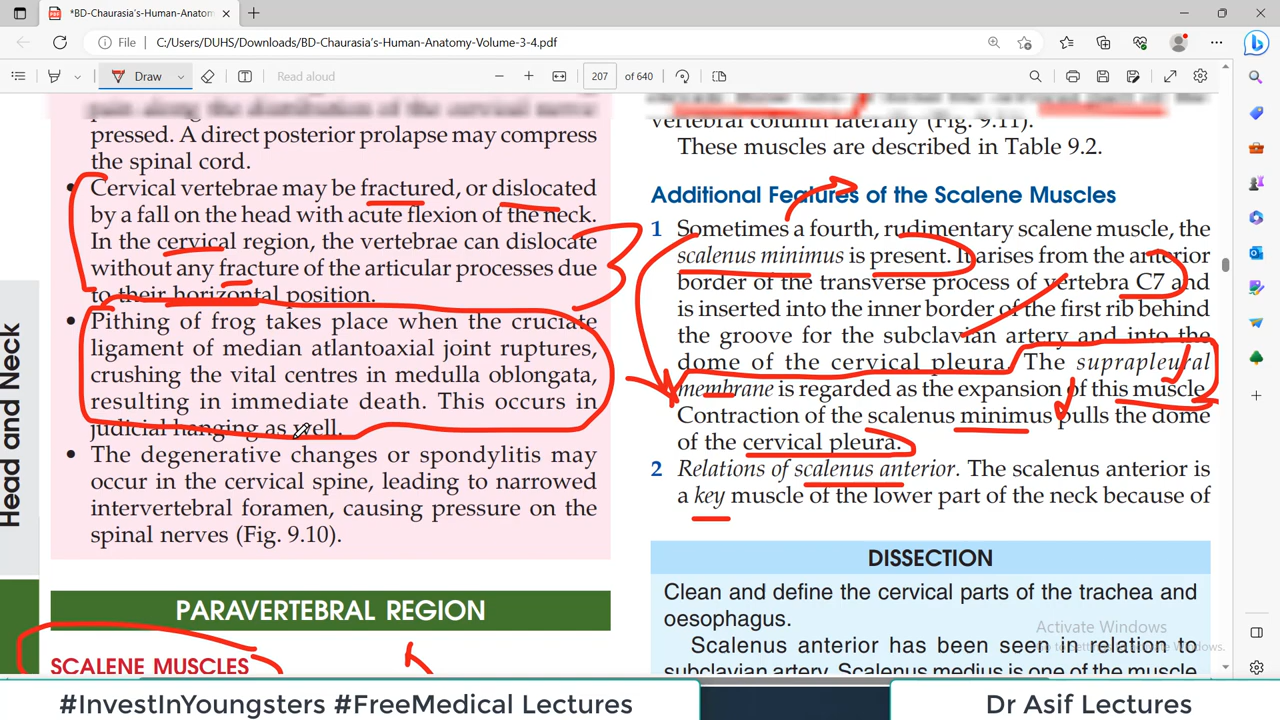 *BD-Chaurasia's-Human-Anatom
File
C:/Users/DUHS/Downloads/BD-Chaurasia's-Human-Anatomy-Volume-3-4.pdf
Draw
Read aloud
207
of 640
pressed. A direct posterior prolapse may compress
the spinal cord.
• Cervical vertebrae may be fractured, or dislocated
by a fall on the head with acute flexion of the neck.
In the cervical region, the vertebrae can dislocate
without any fracture of the articular processes due
to their horizontal position.
• Pithing of frog takes place when the cruciate
ligament of median atlantoaxial joint ruptures,
crushing the vital centres in medulla oblongata,
resulting in immediate death. This occurs in
judicial hanging as well.
• The degenerative changes or spondylitis may
occur in the cervical spine, leading to narrowed
intervertebral foramen, causing pressure on the
spinal nerves (Fig. 9.10).
Head and Neck
PARAVERTEBRAL REGION
SCALENE MUSCLES
vertebral column laterally (Fig. 9.11).
These muscles are described in Table 9.2.
Additional Features of the Scalene Muscles
1 Sometimes a fourth, rudimentary scalene muscle, the
scalenus minimus is present. It arises from the anterior
border of the transverse process of vertebra C7 and
is inserted into the inner border of the first rib behind
the groove for the subclavian artery and into the
dome of the cervical pleura. The suprapleural
membrane is regarded as the expansion of this muscle.
Contraction of the scalenus minimus pulls the dome
of the cervical pleura.
2 Relations of scalenus anterior. The scalenus anterior is
a key muscle of the lower part of the neck because of
DISSECTION
Clean and define the cervical parts of the trachea and
oesophagus.
Scalenus anterior has been seen in relation to
subclavian artery. Scalenus medius is one of the muscle
Activate Windows
#InvestInYoungsters #FreeMedical Lectures
Dr Asif Lectures